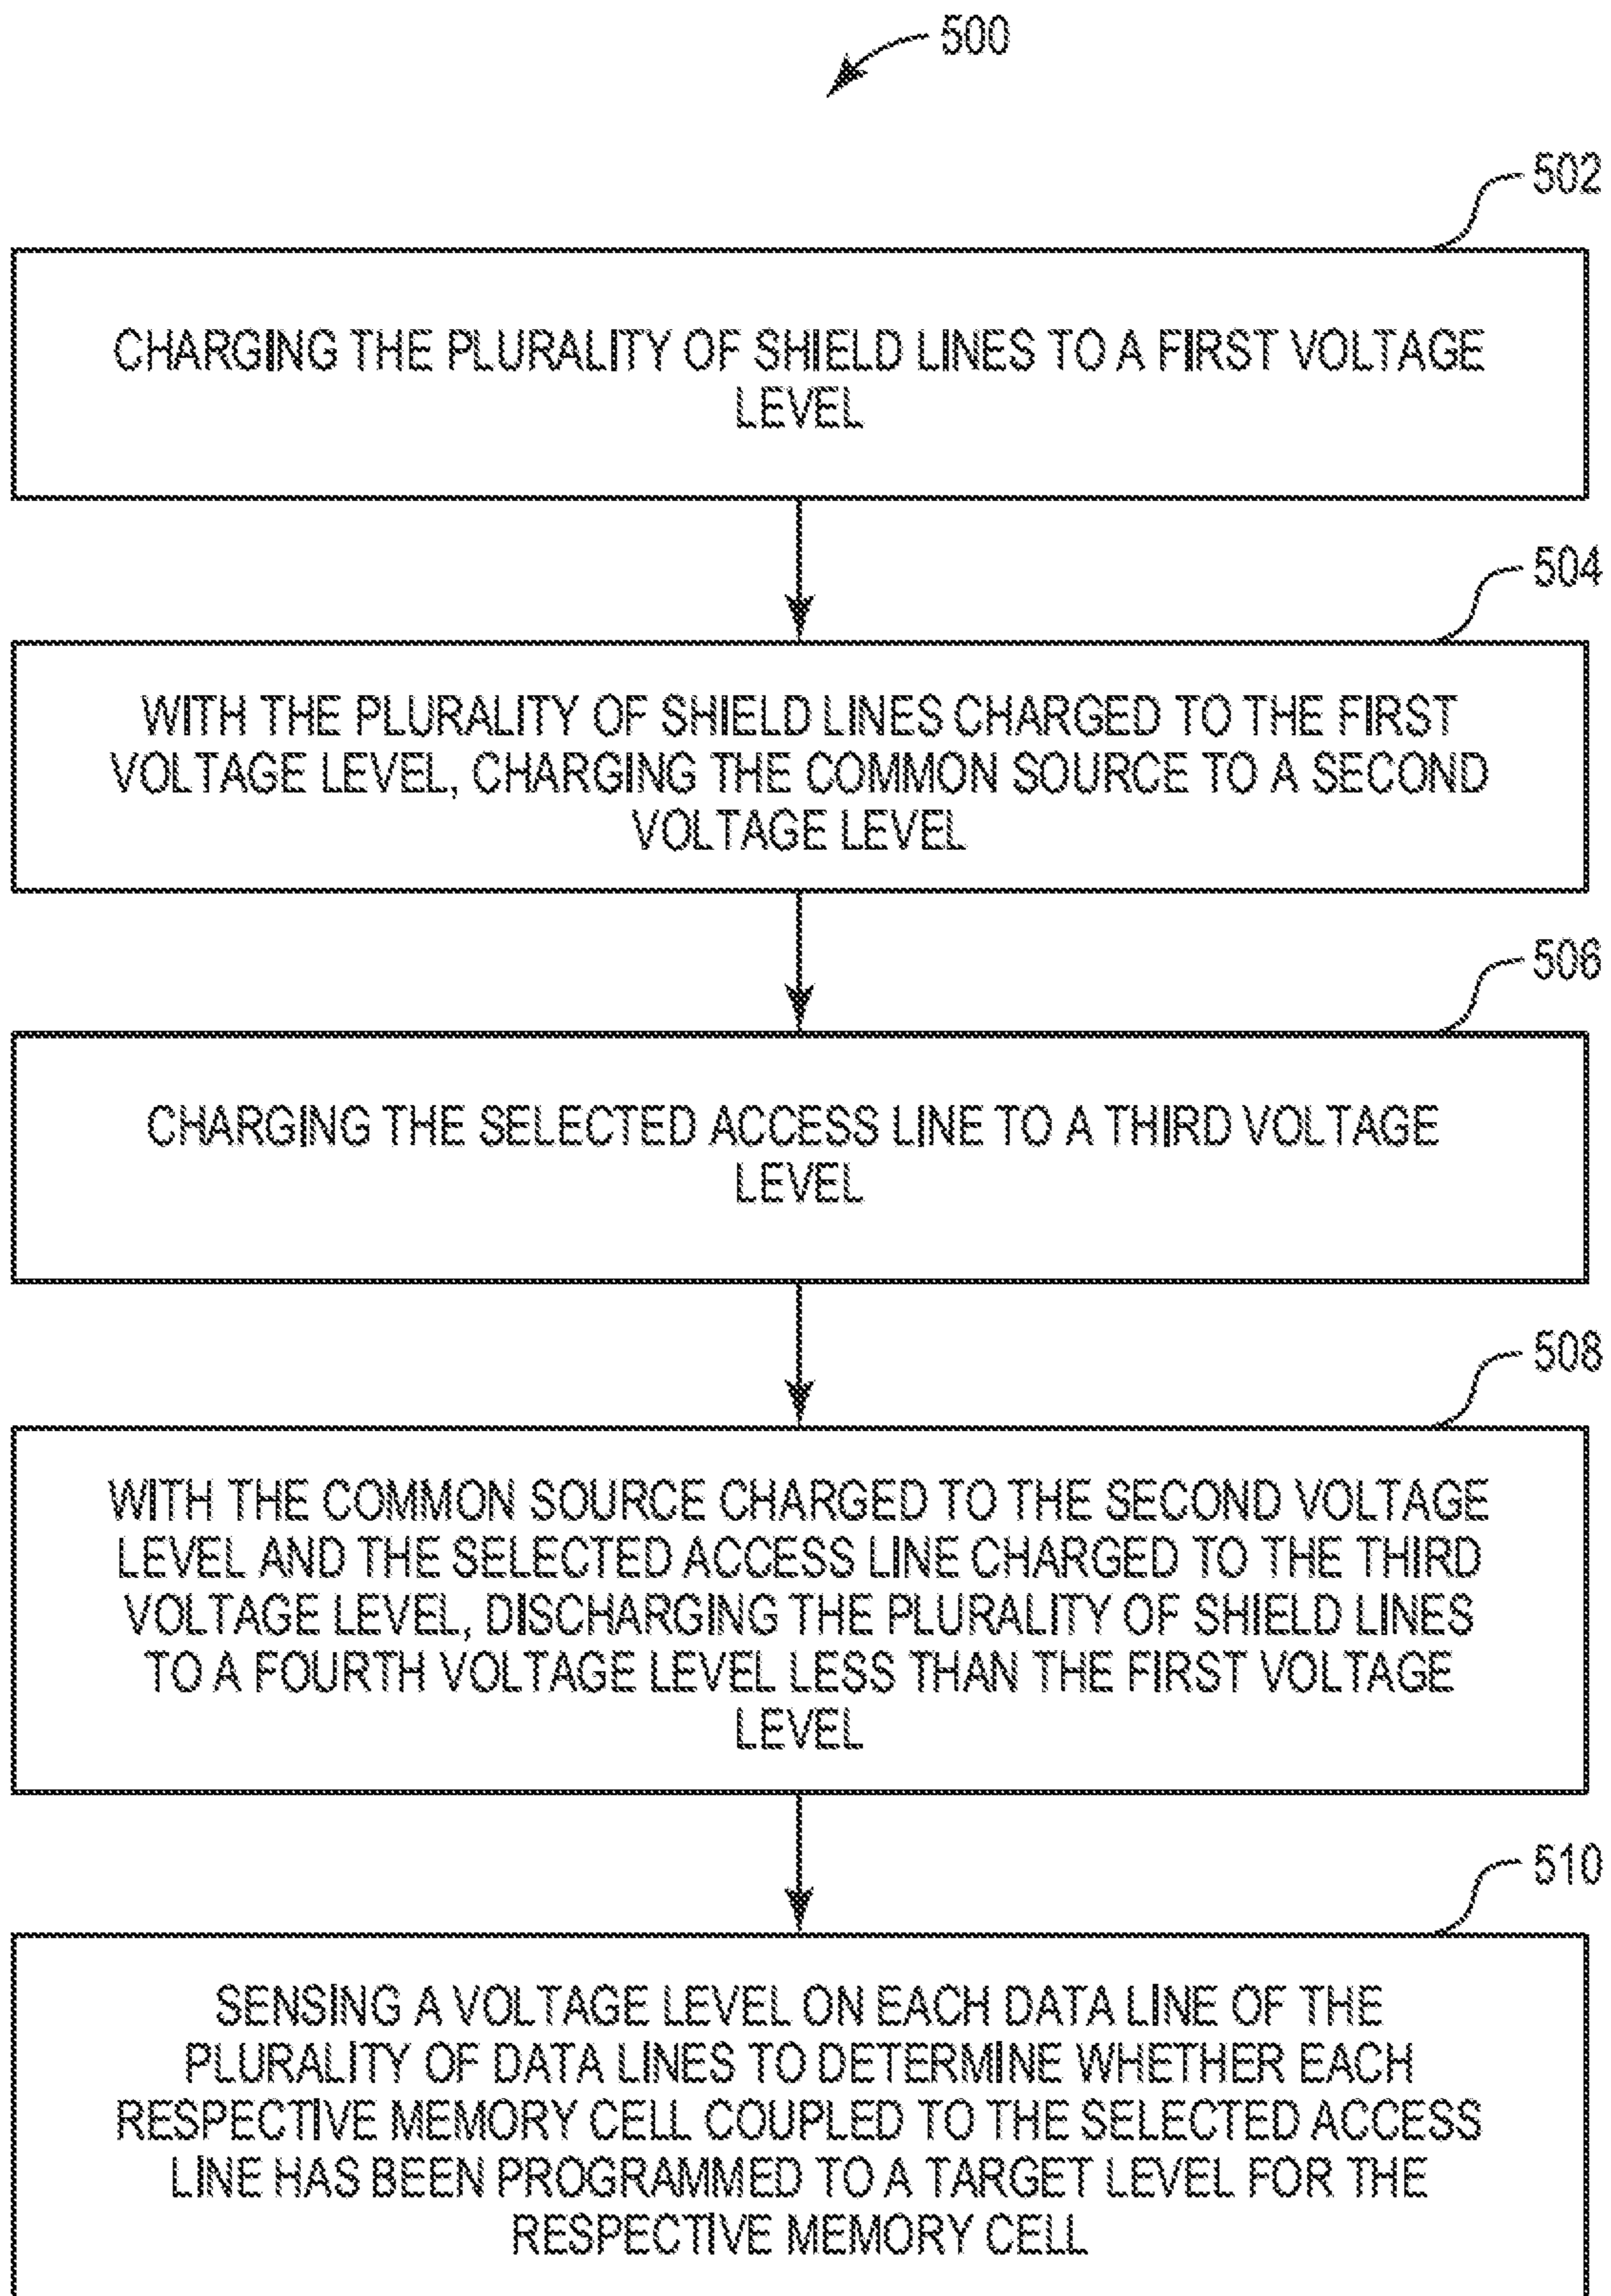 500
502
CHARGING THE PLURALITY OF SHIELD LINES TO A FIRST VOLTAGE
LEVEL
504
WITH THE PLURALITY OF SHIELD LINES CHARGED TO THE FIRST
VOLTAGE LEVEL, CHARGING THE COMMON SOURCE TO A SECOND
VOLTAGE LEVEL
506
CHARGING THE SELECTED ACCESS LINE TO A THIRD VOLTAGE
LEVEL
508
WITH THE COMMON SOURCE CHARGED TO THE SECOND VOLTAGE
LEVEL AND THE SELECTED ACCESS LINE CHARGED TO THE THIRD
VOLTAGE LEVEL, DISCHARGING THE PLURALITY OF SHIELD LINES
TO A FOURTH VOLTAGE LEVEL LESS THAN THE FIRST VOLTAGE
LEVEL
510
SENSING A VOLTAGE LEVEL ON EACH DATA LINE OF THE
PLURALITY OF DATA LINES TO DETERMINE WHETHER EACH
RESPECTIVE MEMORY CELL COUPLED TO THE SELECTED ACCESS
LINE HAS BEEN PROGRAMMED TO A TARGET LEVEL FOR THE
RESPECTIVE MEMORY CELL